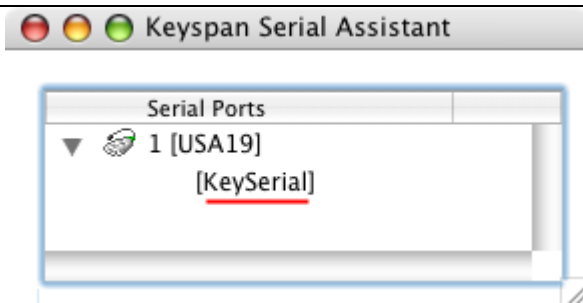 Keyspan Serial Assistant
Serial Ports
1 [USA19]
[KeySerial]